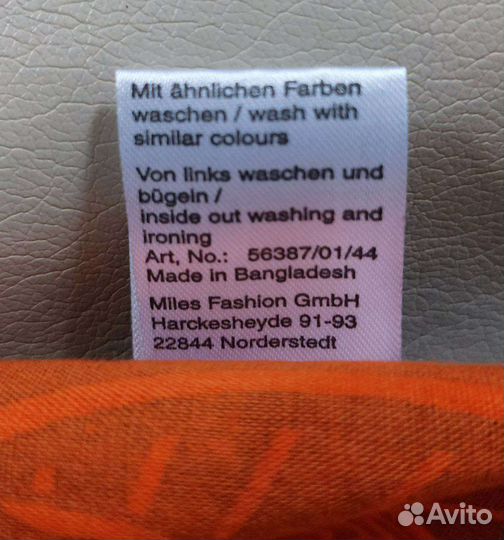 Mit ähnlichen Farben
waschen / wash with
similar colours
Von links waschen und
bügeln /
inside out washing and
ironing
Art, No.: 56387/01/44
Made in Bangladesh
Miles Fashion GmbH
Harckesheyde 91-93
22844 Norderstedt
Avito